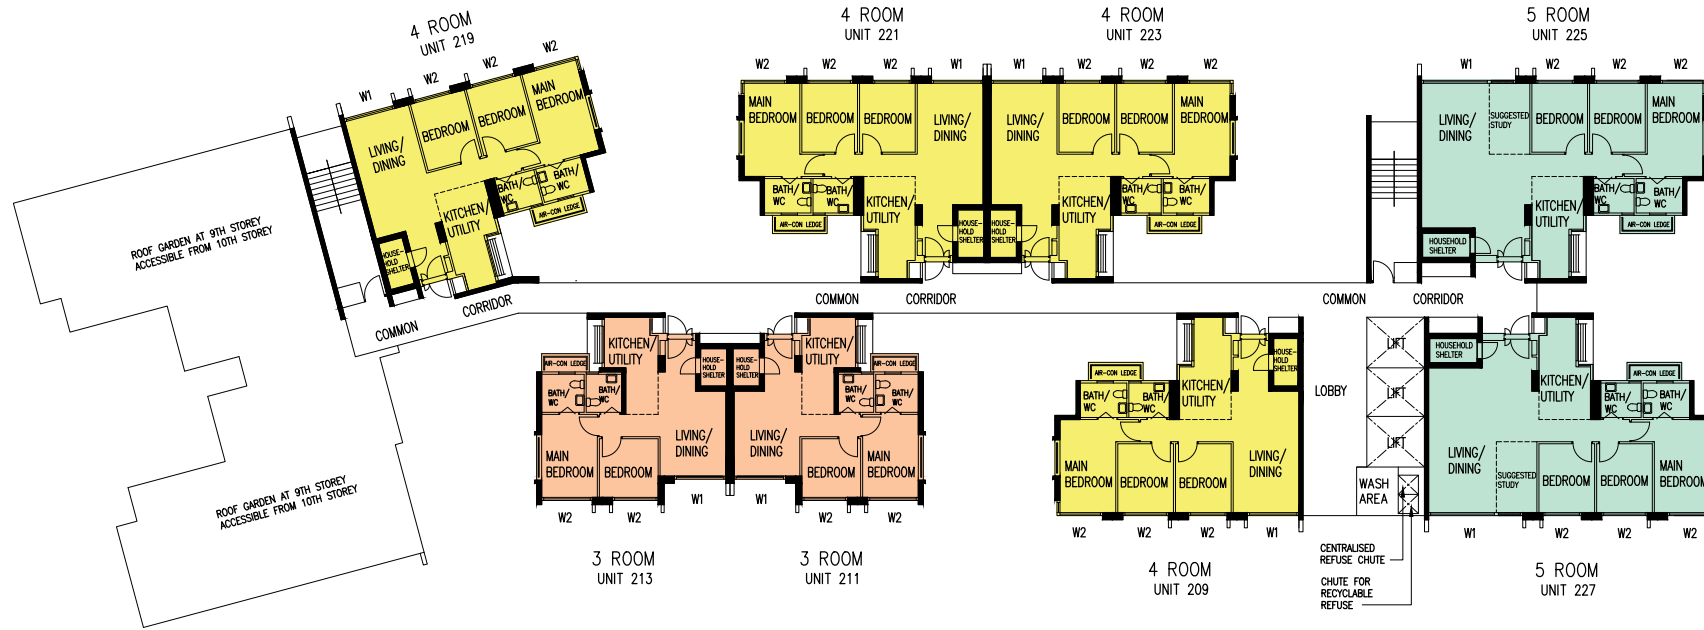 4 ROOM
UNIT 219
W1
W2
W2
W2
LIVING/
DINING
BEDROOM
BEDROOM
MAIN
BEDROOM
BATH/
WC
BATH/
WC
AIR-CON LEDGE
KITCHEN/
UTILITY
HOUSE-
HOLD
SHELTER
ROOF GARDEN AT 9TH STOREY
ACCESSIBLE FROM 10TH STOREY
ROOF GARDEN AT 9TH STOREY
ACCESSIBLE FROM 10TH STOREY
COMMON
CORRIDOR
4 ROOM
UNIT 221
W2
W2
W2
W1
MAIN
BEDROOM
BEDROOM
BEDROOM
LIVING/
DINING
BATH/
WC
BATH/
WC
AIR-CON LEDGE
KITCHEN/
UTILITY
HOUSE-
HOLD
SHELTER
4 ROOM
UNIT 223
W1
W2
W2
W2
LIVING/
DINING
BEDROOM
BEDROOM
MAIN
BEDROOM
HOUSE-
HOLD
SHELTER
KITCHEN/
UTILITY
BATH/
WC
BATH/
WC
AIR-CON LEDGE
COMMON
CORRIDOR
5 ROOM
UNIT 225
W1
W2
W2
W2
LIVING/
DINING
SUGGESTED
STUDY
BEDROOM
BEDROOM
MAIN
BEDROOM
BATH/
WC
BATH/
WC
AIR-CON LEDGE
KITCHEN/
UTILITY
HOUSEHOLD
SHELTER
COMMON
CORRIDOR
KITCHEN/
UTILITY
HOUSE-
HOLD
SHELTER
AIR-CON LEDGE
BATH/
WC
BATH/
WC
LIVING/
DINING
MAIN
BEDROOM
BEDROOM
W2
W2
W1
3 ROOM
UNIT 213
HOUSE-
HOLD
SHELTER
KITCHEN/
UTILITY
AIR-CON LEDGE
BATH/
WC
BATH/
WC
LIVING/
DINING
BEDROOM
MAIN
BEDROOM
W1
W2
W2
3 ROOM
UNIT 211
AIR-CON LEDGE
BATH/
WC
BATH/
WC
KITCHEN/
UTILITY
HOUSE-
HOLD
SHELTER
MAIN
BEDROOM
BEDROOM
BEDROOM
LIVING/
DINING
W2
W2
W2
W1
4 ROOM
UNIT 209
LOBBY
LIFT
LIFT
LIFT
WASH
AREA
CENTRALISED
REFUSE CHUTE
CHUTE FOR
RECYCLABLE
REFUSE
HOUSEHOLD
SHELTER
KITCHEN/
UTILITY
AIR-CON LEDGE
BATH/
WC
BATH/
WC
LIVING/
DINING
SUGGESTED
STUDY
BEDROOM
BEDROOM
MAIN
BEDROOM
W1
W2
W2
W2
5 ROOM
UNIT 227